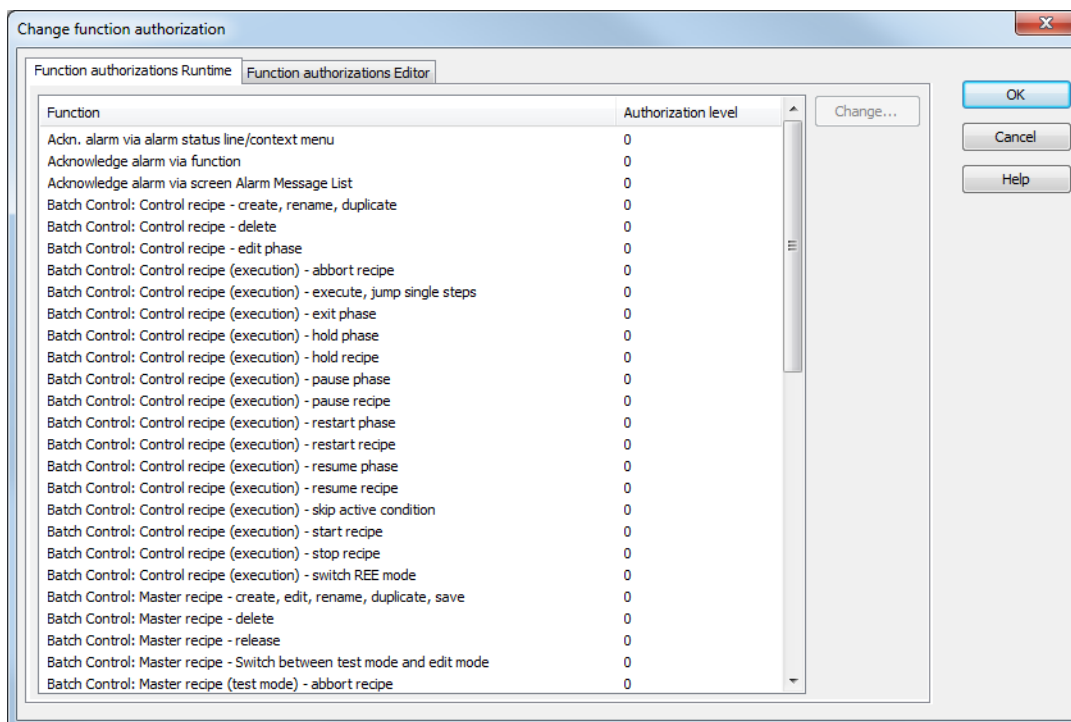 Change function authorization
Function authorizations Runtime Function authorizations Editor
Function Authorization level
Ackn. alarm via alarm status line/context menu 0
Acknowledge alarm via function 0
Acknowledge alarm via screen Alarm Message List 0
Batch Control: Control recipe - create, rename, duplicate 0
Batch Control: Control recipe - delete 0
Batch Control: Control recipe - edit phase 0
Batch Control: Control recipe (execution) - abbort recipe 0
Batch Control: Control recipe (execution) - execute, jump single steps 0
Batch Control: Control recipe (execution) - exit phase 0
Batch Control: Control recipe (execution) - hold phase 0
Batch Control: Control recipe (execution) - hold recipe 0
Batch Control: Control recipe (execution) - pause phase 0
Batch Control: Control recipe (execution) - pause recipe 0
Batch Control: Control recipe (execution) - restart phase 0
Batch Control: Control recipe (execution) - restart recipe 0
Batch Control: Control recipe (execution) - resume phase 0
Batch Control: Control recipe (execution) - resume recipe 0
Batch Control: Control recipe (execution) - skip active condition 0
Batch Control: Control recipe (execution) - start recipe 0
Batch Control: Control recipe (execution) - stop recipe 0
Batch Control: Control recipe (execution) - switch REE mode 0
Batch Control: Master recipe - create, edit, rename, duplicate, save 0
Batch Control: Master recipe - delete 0
Batch Control: Master recipe - release 0
Batch Control: Master recipe - Switch between test mode and edit mode 0
Batch Control: Master recipe (test mode) - abbort recipe 0
Change...
OK
Cancel
Help